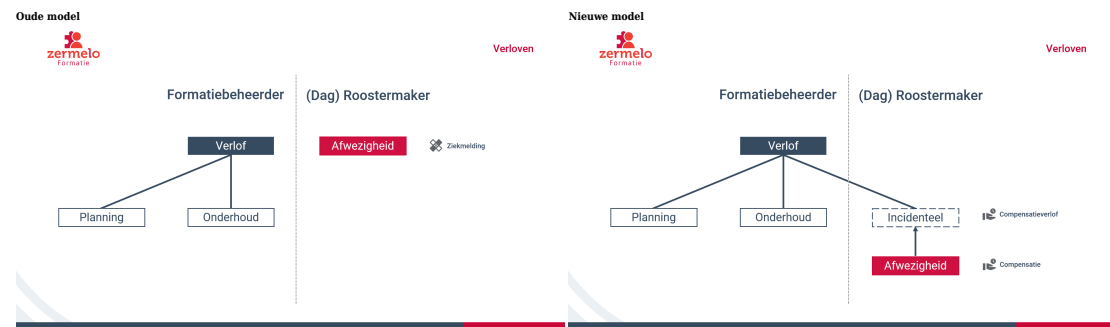 Oude model
zermelo
Formatie
Verloven
Formatiebeheerder
(Dag) Roostermaker
Verlof
Afwezigheid
Ziekmelding
Planning
Onderhoud
Nieuwe model
zermelo
Formatie
Verloven
Formatiebeheerder
(Dag) Roostermaker
Verlof
Planning
Onderhoud
Incidenteel
Compensatieverlof
Afwezigheid
Compensatie